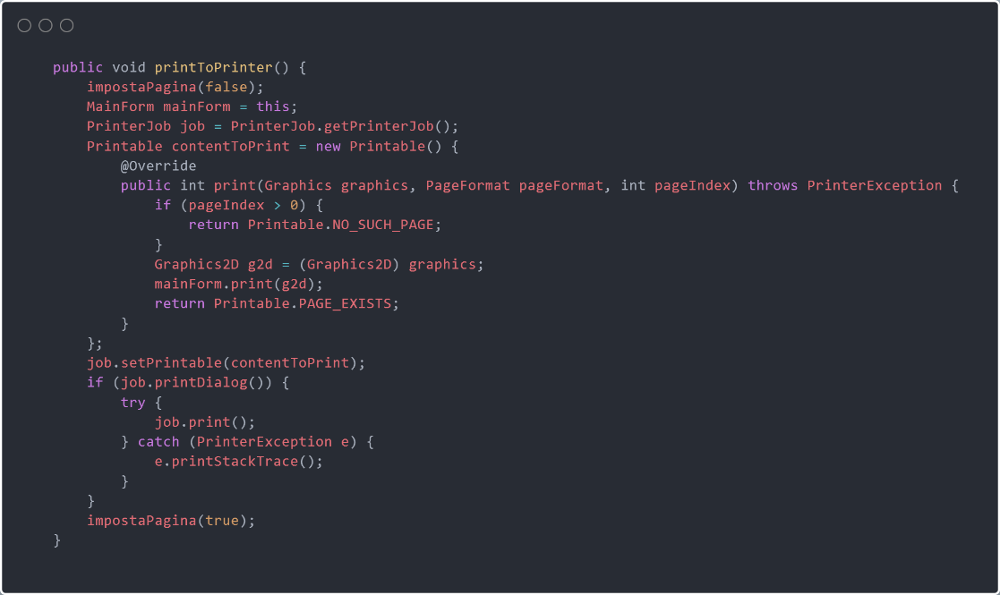 public void printToPrinter() {
    impostaPagina(false);
    MainForm mainForm = this;
    PrinterJob job = PrinterJob.getPrinterJob();
    Printable contentToPrint = new Printable() {
        @Override
        public int print(Graphics graphics, PageFormat pageFormat, int pageIndex) throws PrinterException {
            if (pageIndex > 0) {
                return Printable.NO_SUCH_PAGE;
            }
            Graphics2D g2d = (Graphics2D) graphics;
            mainForm.print(g2d);
            return Printable.PAGE_EXISTS;
        }
    };
    job.setPrintable(contentToPrint);
    if (job.printDialog()) {
        try {
            job.print();
        } catch (PrinterException e) {
            e.printStackTrace();
        }
    }
    impostaPagina(true);
}